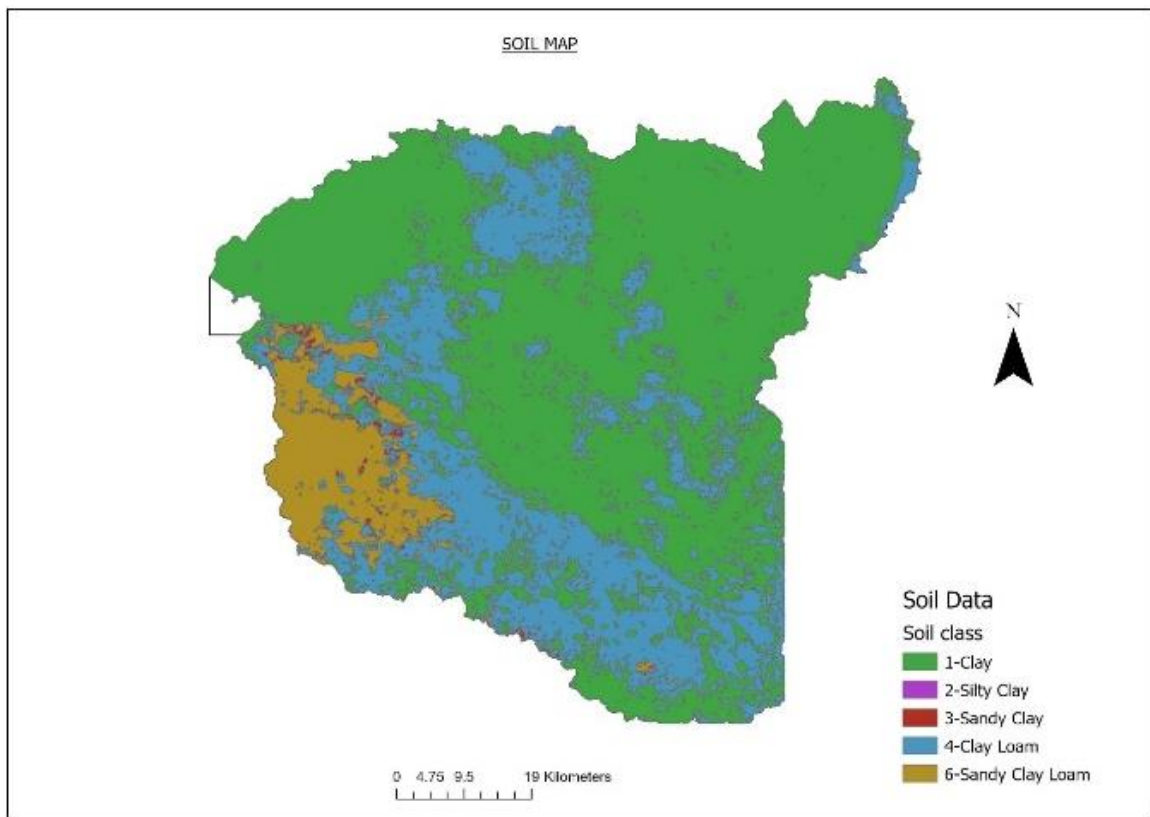 SOIL MAP
N
Soil Data
Soil class
1-Clay
2-Silty Clay
3-Sandy Clay
4-Clay Loam
6-Sandy Clay Loam
0 4.75 9.5 19 Kilometers